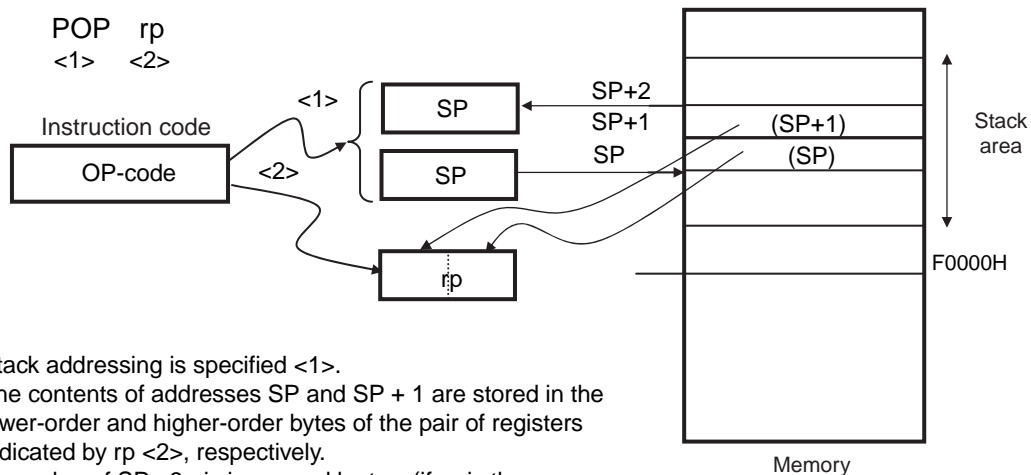 POP rp
<1> <2>
<1>
SP
SP+2
SP+1
(SP+1)
Stack
area
Instruction code
OP-code
<2>
SP
SP
(SP)
rp
F0000H
tack addressing is specified <1>.
he contents of addresses SP and SP + 1 are stored in the
wer-order and higher-order bytes of the pair of registers
dicated by rp <2>, respectively.
Memory